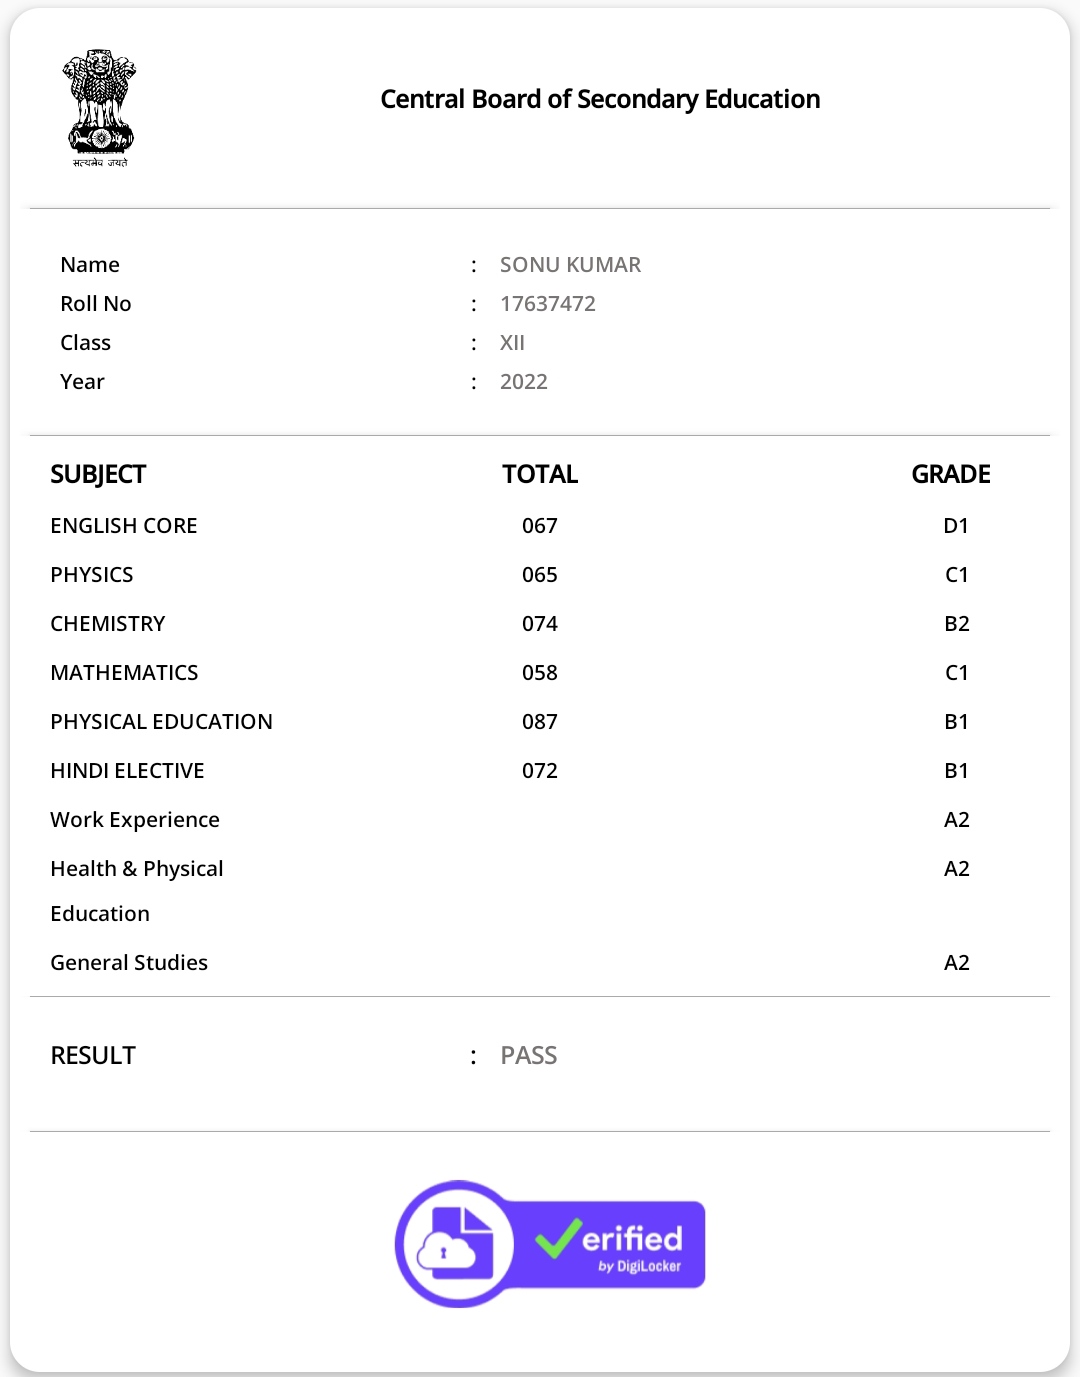 सत्यमेव जयते
Central Board of Secondary Education
Name : SONU KUMAR
Roll No : 17637472
Class : XII
Year : 2022
SUBJECT TOTAL GRADE
ENGLISH CORE 067 D1
PHYSICS 065 C1
CHEMISTRY 074 B2
MATHEMATICS 058 C1
PHYSICAL EDUCATION 087 B1
HINDI ELECTIVE 072 B1
Work Experience A2
Health & Physical A2
Education
General Studies A2
RESULT : PASS
Verified
by DigiLocker